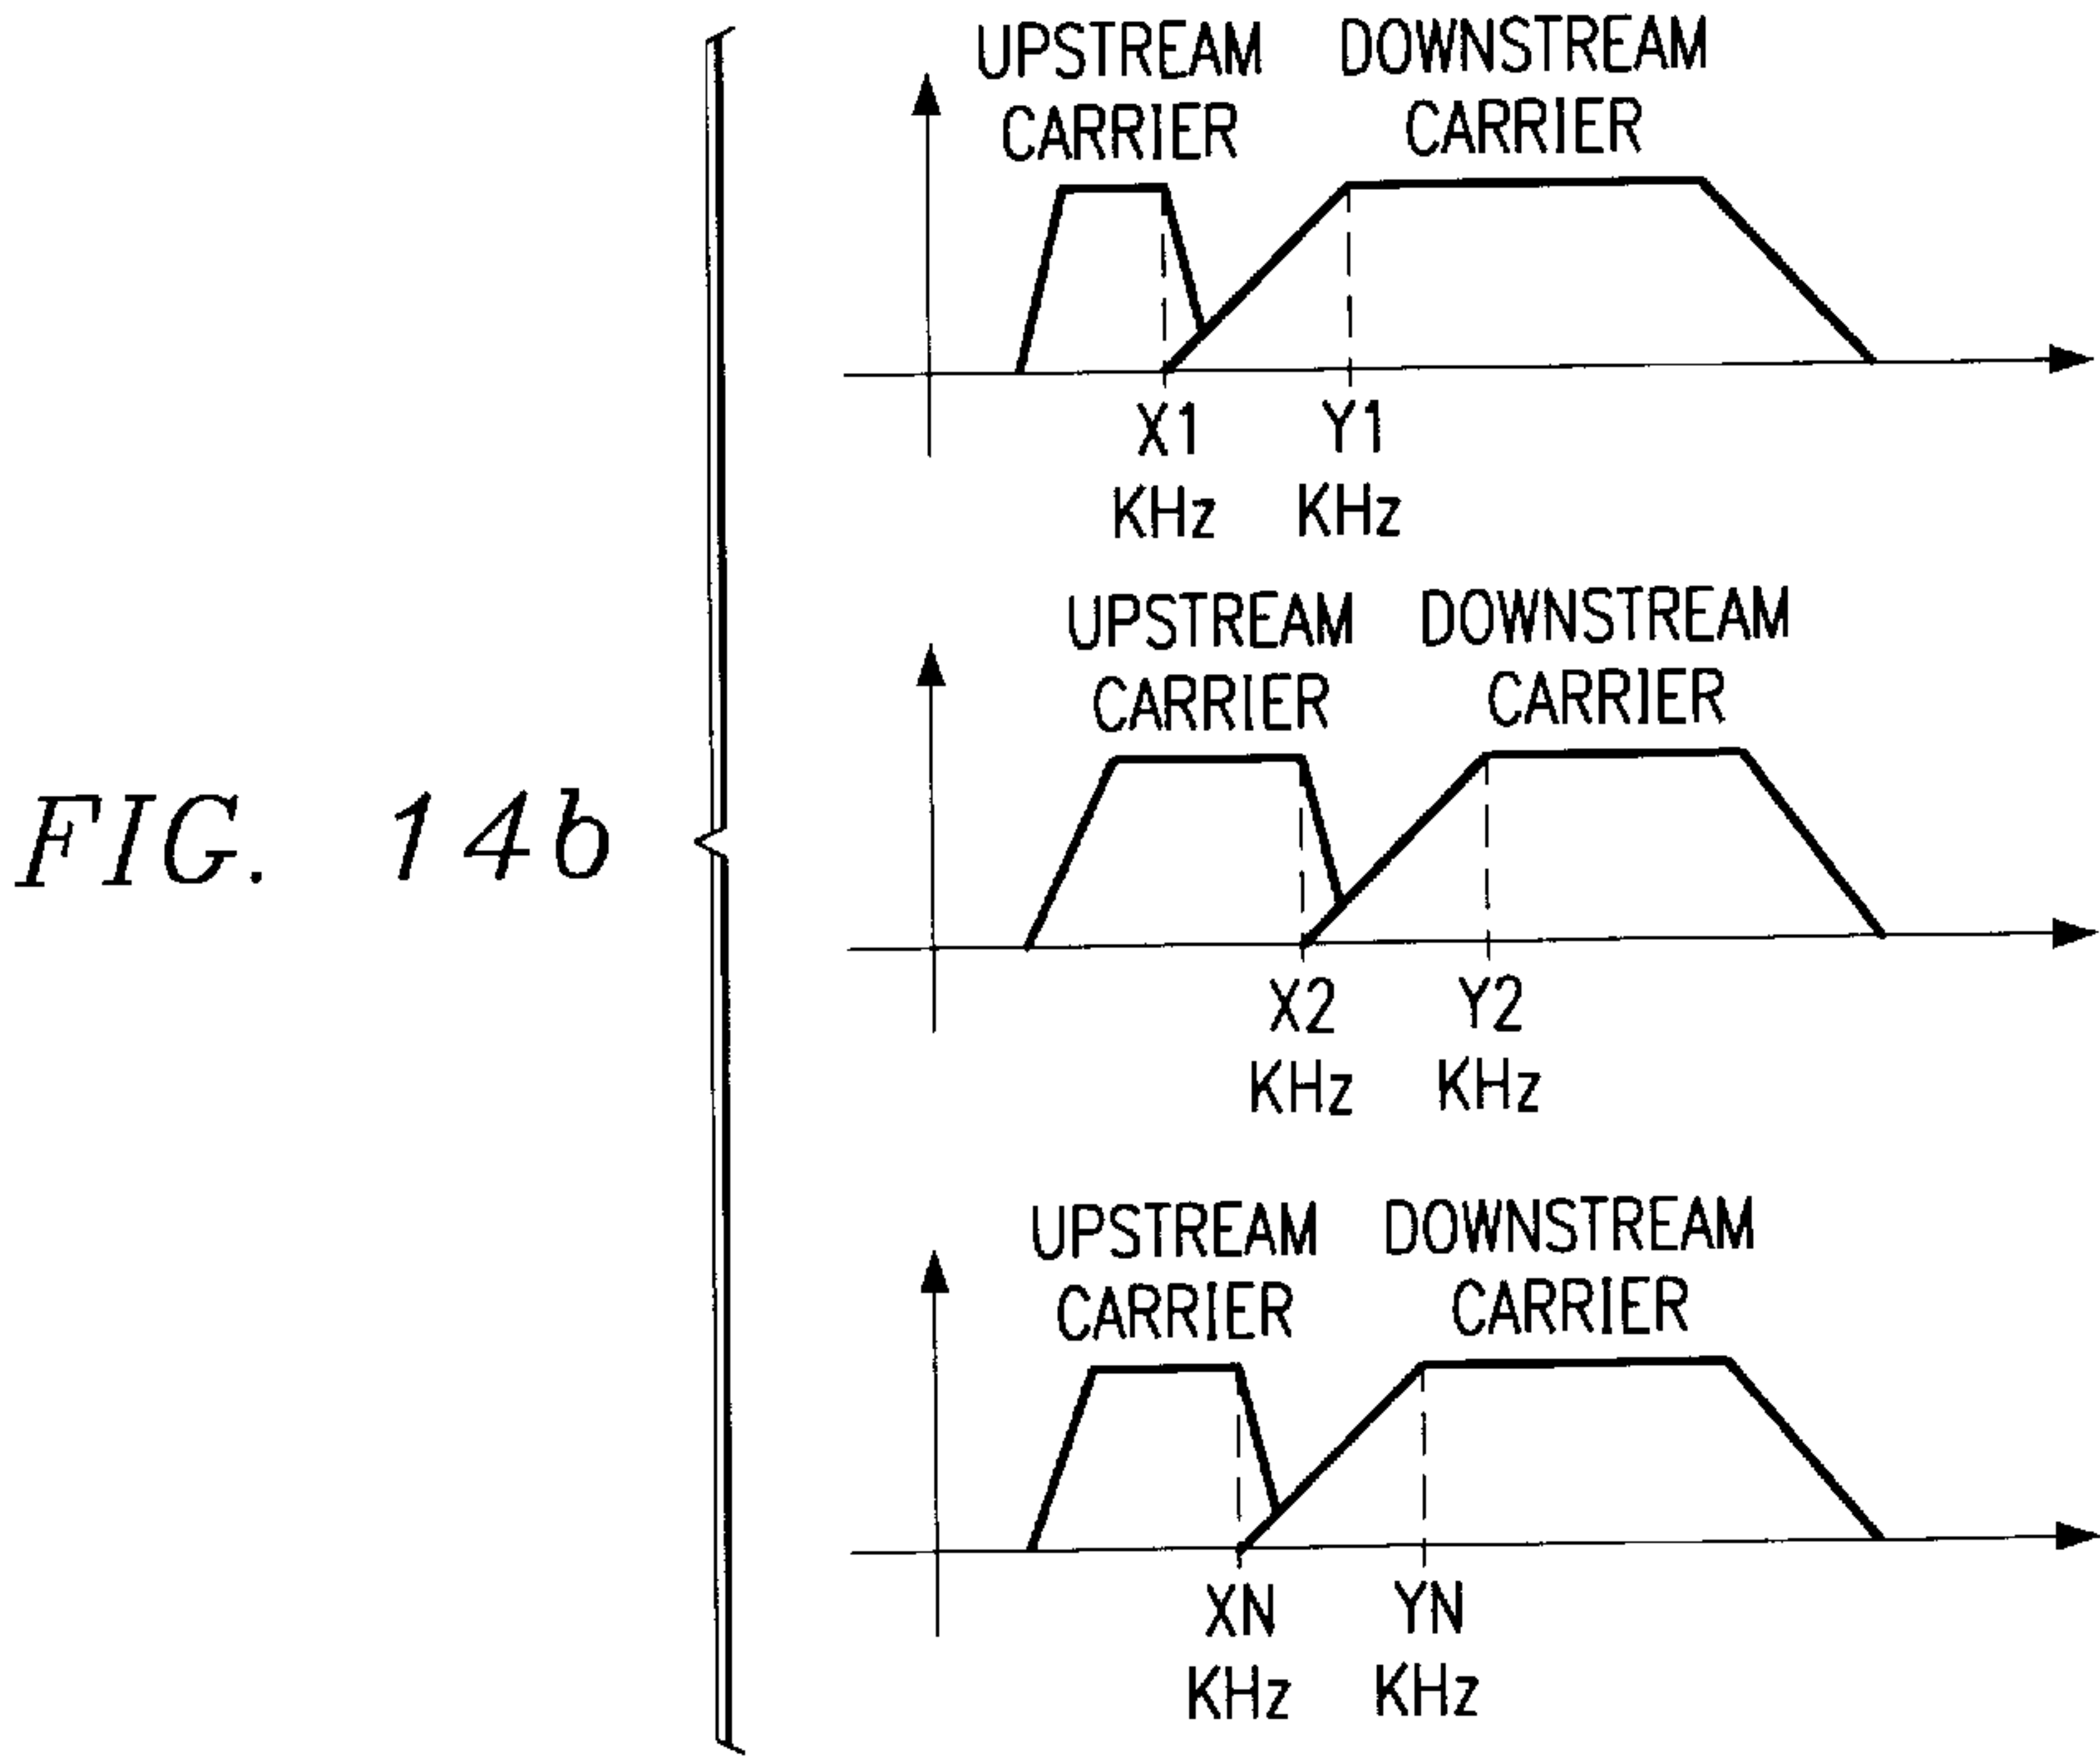 UPSTREAM DOWNSTREAM
CARRIER CARRIER
X1 Y1
KHz KHz
UPSTREAM DOWNSTREAM
CARRIER CARRIER
FIG. 14b
X2 Y2
KHz KHz
UPSTREAM DOWNSTREAM
CARRIER CARRIER
XN YN
KHz KHz